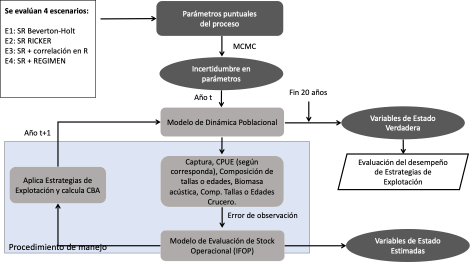 Se evalúan 4 escenarios:
E1: SR Beverton-Holt
E2: SR RICKER
E3: SR + correlación en R
E4: SR + REGIMEN
Parámetros puntuales
del proceso
MCMC
Incertidumbre en
parámetros
Año t
Fin 20 años
Año t+1
Modelo de Dinámica Poblacional
Variables de Estado
Verdadera
Captura, CPUE (según
corresponda), Composición de
tallas o edades, Biomasa
acústica, Comp. Tallas o Edades
Crucero.
Evaluación del desempeño
de Estrategias de
Explotación
Aplica Estrategias de
Explotación y calcula CBA
Error de observación
Procedimiento de manejo
Modelo de Evaluación de Stock
Operacional (IFOP)
Variables de Estado
Estimadas